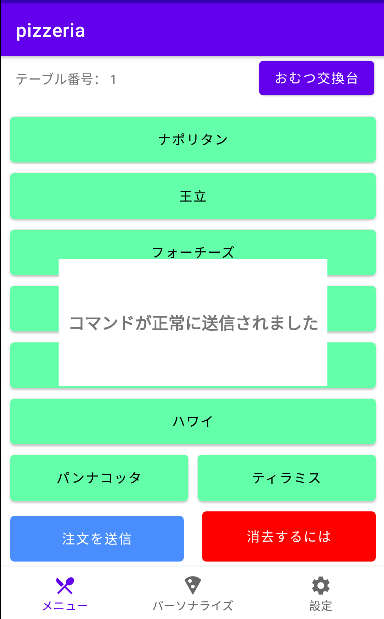 pizzeria
テーブル番号： 1
おむつ交換台
ナポリタン
王立
フォーチーズ
コマンドが正常に送信されました
ハワイ
パンナコッタ
ティラミス
注文を送信
消去するには
メニュー
パーソナライズ
設定